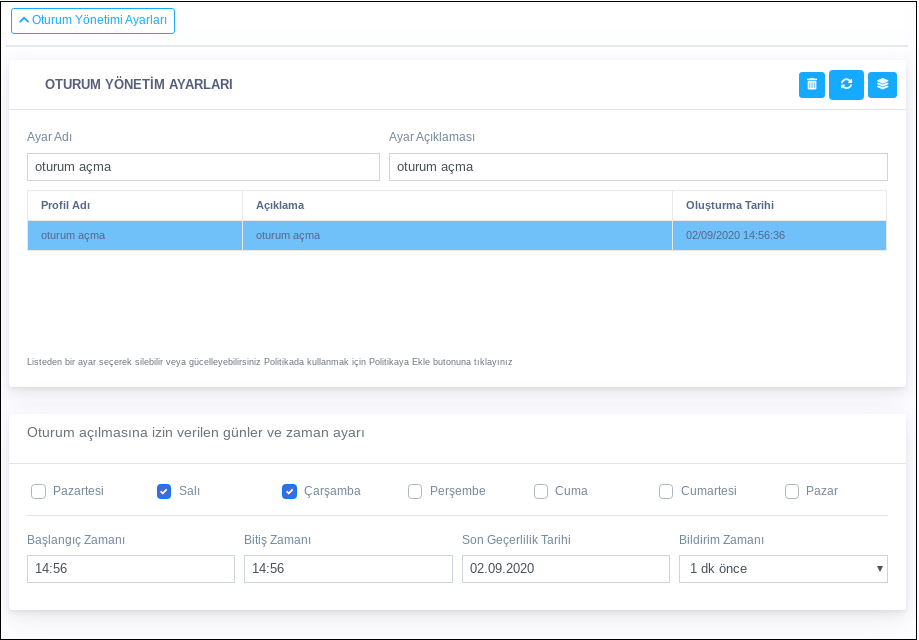 Oturum Yönetimi Ayarları
OTURUM YÖNETİM AYARLARI
Ayar Adı Ayar Açıklaması
oturum açma oturum açma
Profil Adı Açıklama Oluşturma Tarihi
oturum açma oturum açma 02/09/2020 14:56:36
Listeden bir ayar seçerek silebilir veya gücelleyebilirsiniz Politikada kullanmak için Politikaya Ekle butonuna tıklayınız
Oturum açılmasına izin verilen günler ve zaman ayarı
Pazartesi Salı Çarşamba Perşembe Cuma Cumartesi Pazar
Başlangıç Zamanı Bitiş Zamanı Son Geçerlilik Tarihi Bildirim Zamanı
14:56 14:56 02.09.2020 1 dk önce